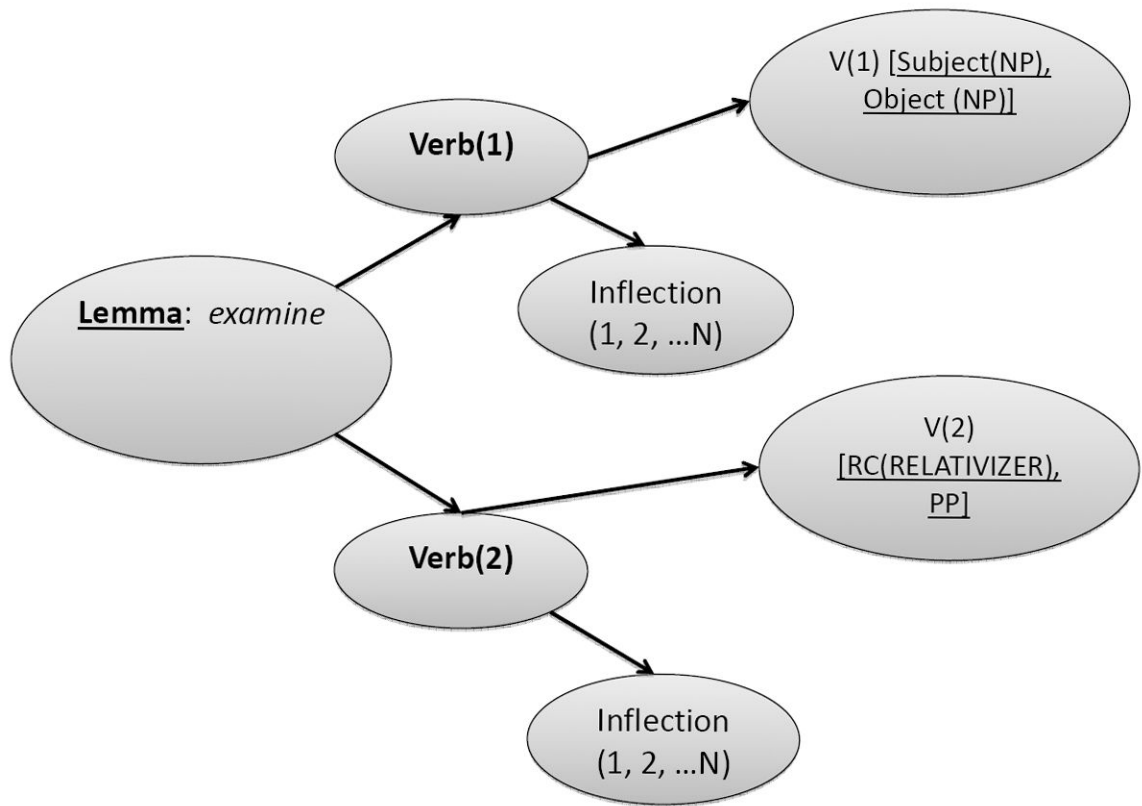 V(1) [Subject(NP),
Object (NP)]
Verb(1)
Inflection
(1, 2, ...N)
Lemma: examine
V(2)
[RC(RELATIVIZER),
PP]
Verb(2)
Inflection
(1, 2, ...N)